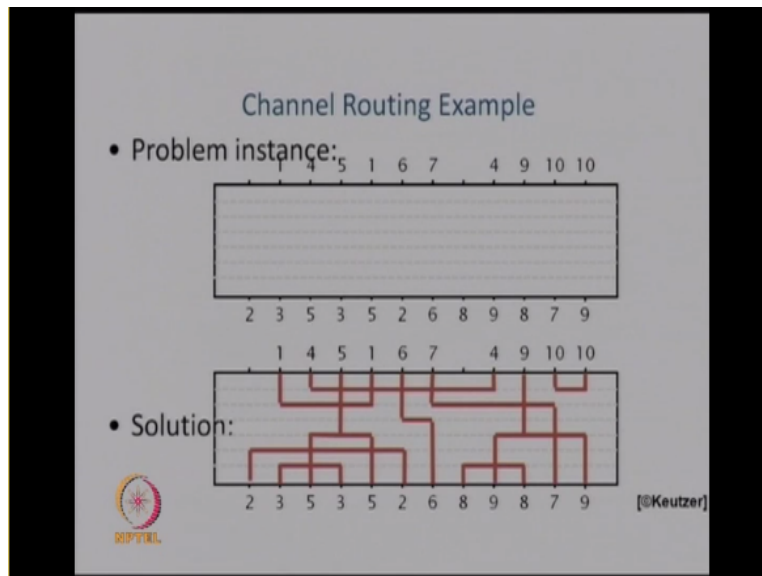 Channel Routing Example
• Problem instance:
1 4 5 1 6 7 4 9 10 10
2 3 5 3 5 2 6 8 9 8 7 9
1 4 5 1 6 7 4 9 10 10
• Solution:
2 3 5 3 5 2 6 8 9 8 7 9
[©Keutzer]
NPTEL